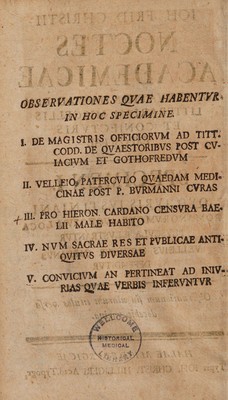 OBSERVATIONES QVAE HABENTVR
IN HOC SPECIMINE.
I. DE MAGISTRIS OFFICIORVM AD TITT.
CODD. DE QVAESTORIBVS POST CV-
IACIVM ET GOTHOFREDVM
II. VELLEIO PATERCVLO QVAEDAM MEDI-
CINAE POST P. BVRMANNI CVRAS
III. PRO HIERON. CARDANO CENSVRA BAE-
LII MALE HABITO
IV. NVM SACRAE RES ET PVBLICAE ANTI-
QVITVS DIVERSAE
V. CONVICIVM AN PERTINEAT AD INIV-
RIAS QVAE VERBIS INFERVNTVR
WELLCOME
HISTORICAL
MEDICAL
LIBRARY